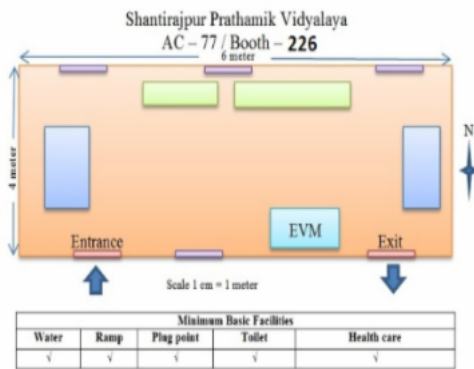 Shantirajpur Prathamik Vidyalaya
AC – 77 / Booth – 226
6 meter
4 meter
N
EVM
Entrance
Exit
Scale 1 cm = 1 meter
Minimum Basic Facilities
Water Ramp Plug point Toilet Health care
√ √ √ √ √